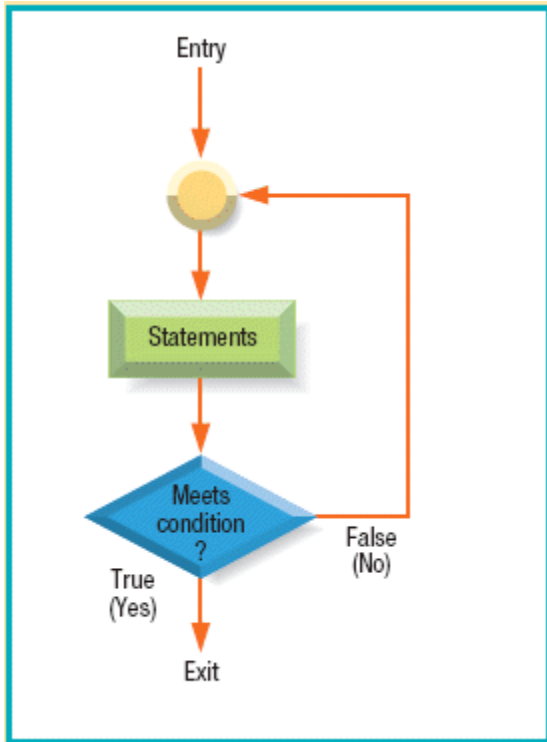 Entry
Statements
Meets
condition
?
False
(No)
True
(Yes)
Exit